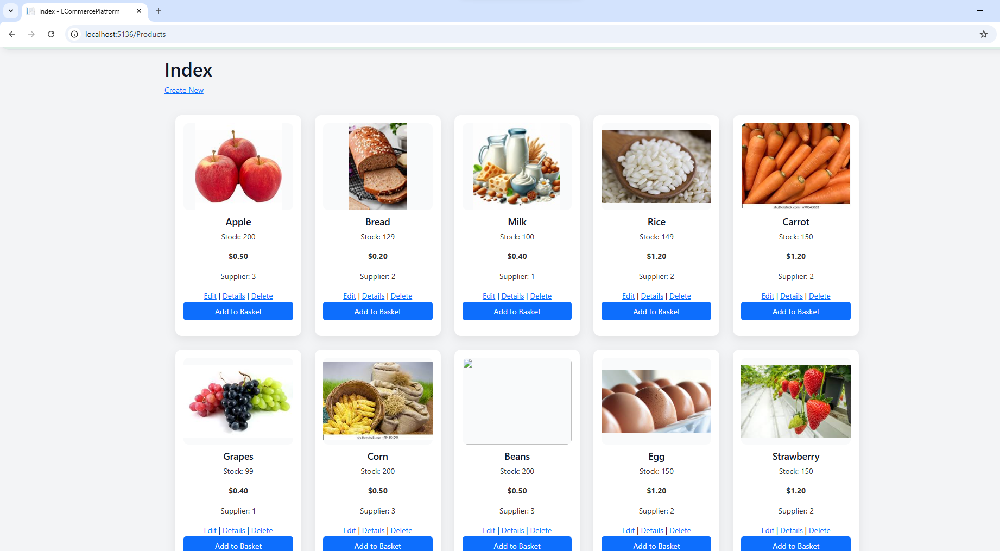 Index - ECommercePlatform
localhost:5136/Products
Index
Create New
shutterstock.com · 690548863
Apple
Bread
Milk
Rice
Carrot
Stock: 200
Stock: 129
Stock: 100
Stock: 149
Stock: 150
$0.50
$0.20
$0.40
$1.20
$1.20
Supplier: 3
Supplier: 2
Supplier: 1
Supplier: 2
Supplier: 2
Edit | Details | Delete
Edit | Details | Delete
Edit | Details | Delete
Edit | Details | Delete
Edit | Details | Delete
Add to Basket
Add to Basket
Add to Basket
Add to Basket
Add to Basket
shutterstock.com · 281151791
Grapes
Corn
Beans
Egg
Strawberry
Stock: 99
Stock: 200
Stock: 200
Stock: 150
Stock: 150
$0.40
$0.50
$0.50
$1.20
$1.20
Supplier: 1
Supplier: 3
Supplier: 3
Supplier: 2
Supplier: 2
Edit | Details | Delete
Edit | Details | Delete
Edit | Details | Delete
Edit | Details | Delete
Edit | Details | Delete
Add to Basket
Add to Basket
Add to Basket
Add to Basket
Add to Basket